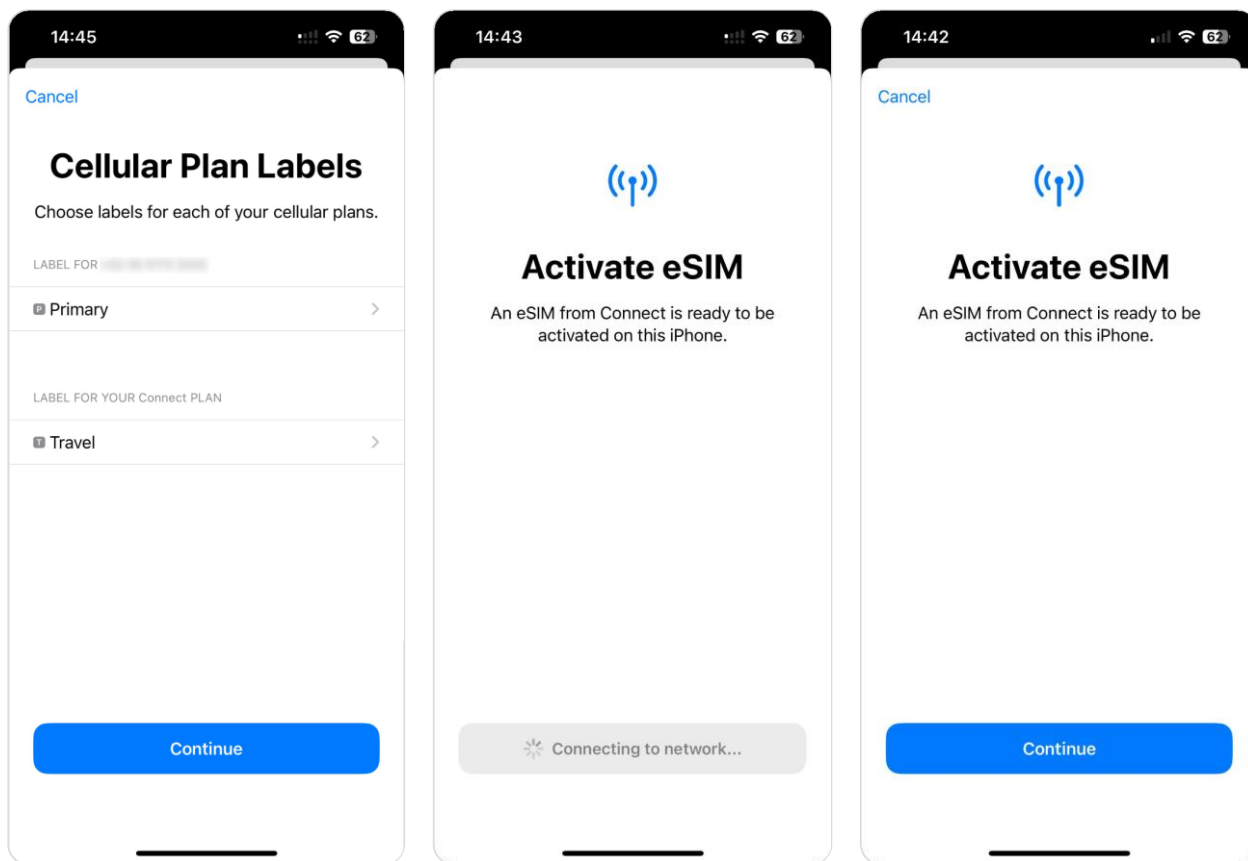 14:45
62
Cancel
Cellular Plan Labels
Choose labels for each of your cellular plans.
LABEL FOR
P Primary
LABEL FOR YOUR Connect PLAN
T Travel
Continue
14:43
62
Activate eSIM
An eSIM from Connect is ready to be
activated on this iPhone.
Connecting to network...
14:42
62
Cancel
Activate eSIM
An eSIM from Connect is ready to be
activated on this iPhone.
Continue